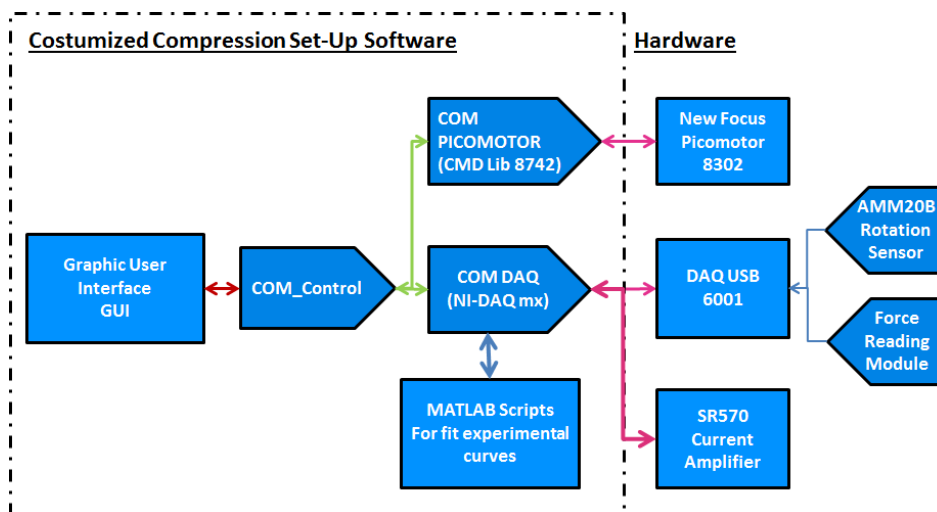 Costumized Compression Set-Up Software
Hardware
COM
PICOMOTOR
(CMD Lib 8742)
New Focus
Picomotor
8302
AMM20B
Rotation
Sensor
Graphic User
Interface
GUI
COM_Control
COM DAQ
(NI-DAQ mx)
DAQ USB
6001
Force
Reading
Module
MATLAB Scripts
For fit experimental
curves
SR570
Current
Amplifier